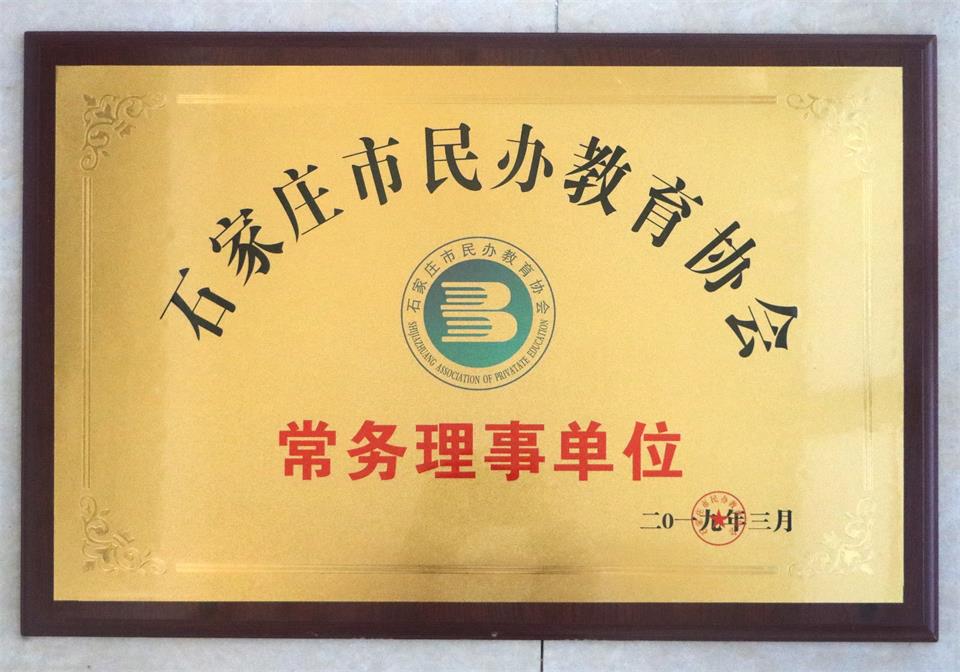 石家庄市民办教育协会
石家庄市民办教育协会
SHIJIAZHUANG ASSOCIATION OF PRIVATATE EDUCATION
常务理事单位
二0一九年三月